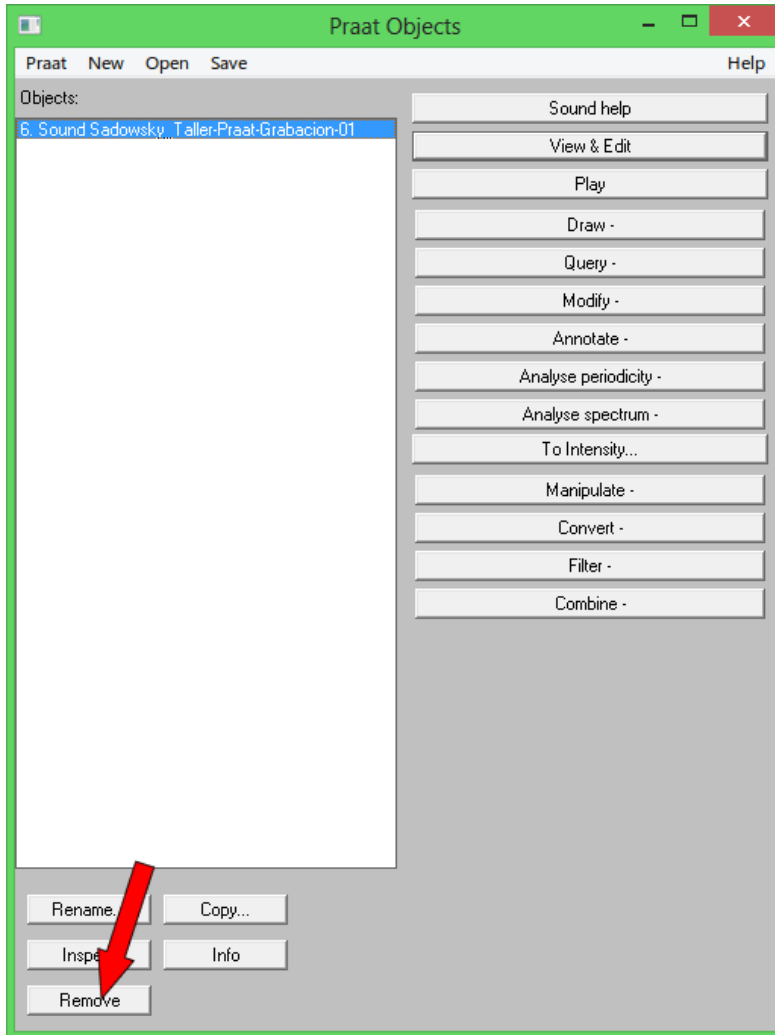 Praat Objects
Praat New Open Save Help
Objects:
6. Sound Sadowsky_Taller-Praat-Grabacion-01
Sound help
View & Edit
Play
Draw -
Query -
Modify -
Annotate -
Analyse periodicity -
Analyse spectrum -
To Intensity...
Manipulate -
Convert -
Filter -
Combine -
Rename... Copy...
Info
Remove